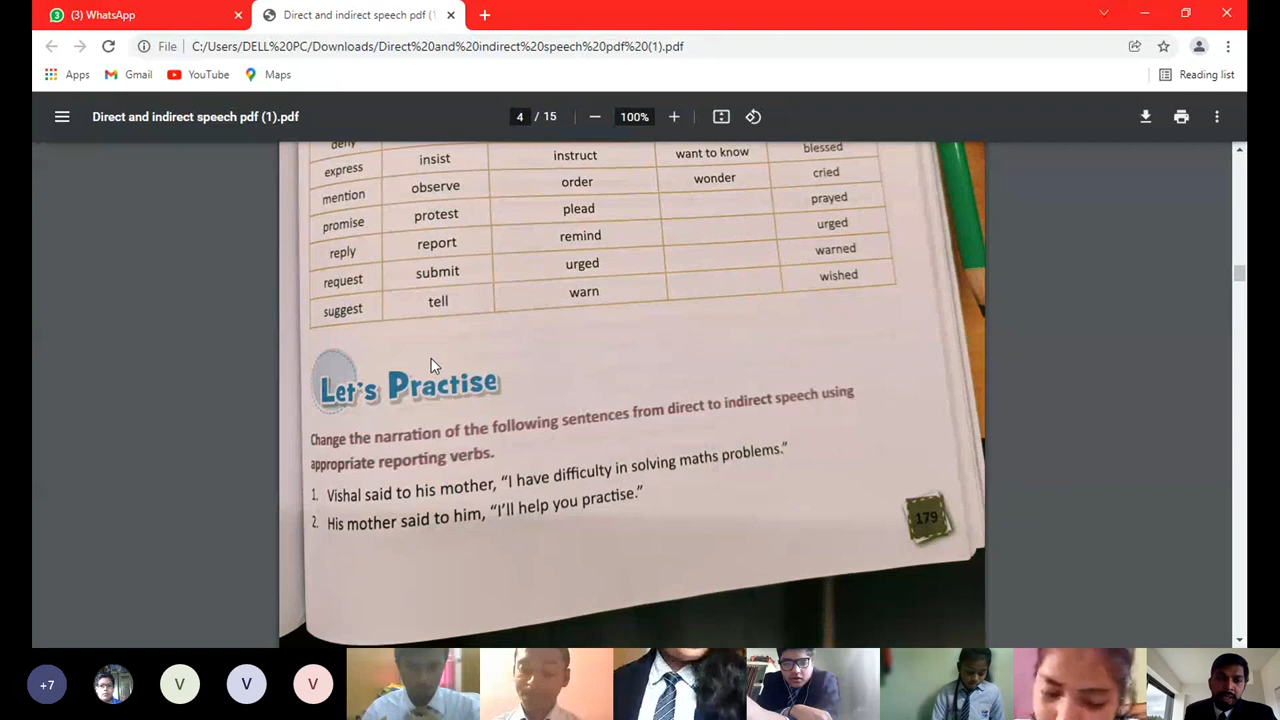 (3) WhatsApp
Direct and indirect speech pdf (1
File
C:/Users/DELL%20PC/Downloads/Direct%20and%20indirect%20speech%20pdf%20(1).pdf
Apps
Gmail
YouTube
Maps
Reading list
Direct and indirect speech pdf (1).pdf
4 / 15
100%
deny
express insist instruct want to know blessed
mention observe order wonder cried
promise protest plead prayed
reply report remind urged
request submit urged warned
suggest tell warn wished
Let's Practise
Change the narration of the following sentences from direct to indirect speech using
appropriate reporting verbs.
1. Vishal said to his mother, “I have difficulty in solving maths problems.”
2. His mother said to him, “I’ll help you practise.”
179
+7
V
V
V